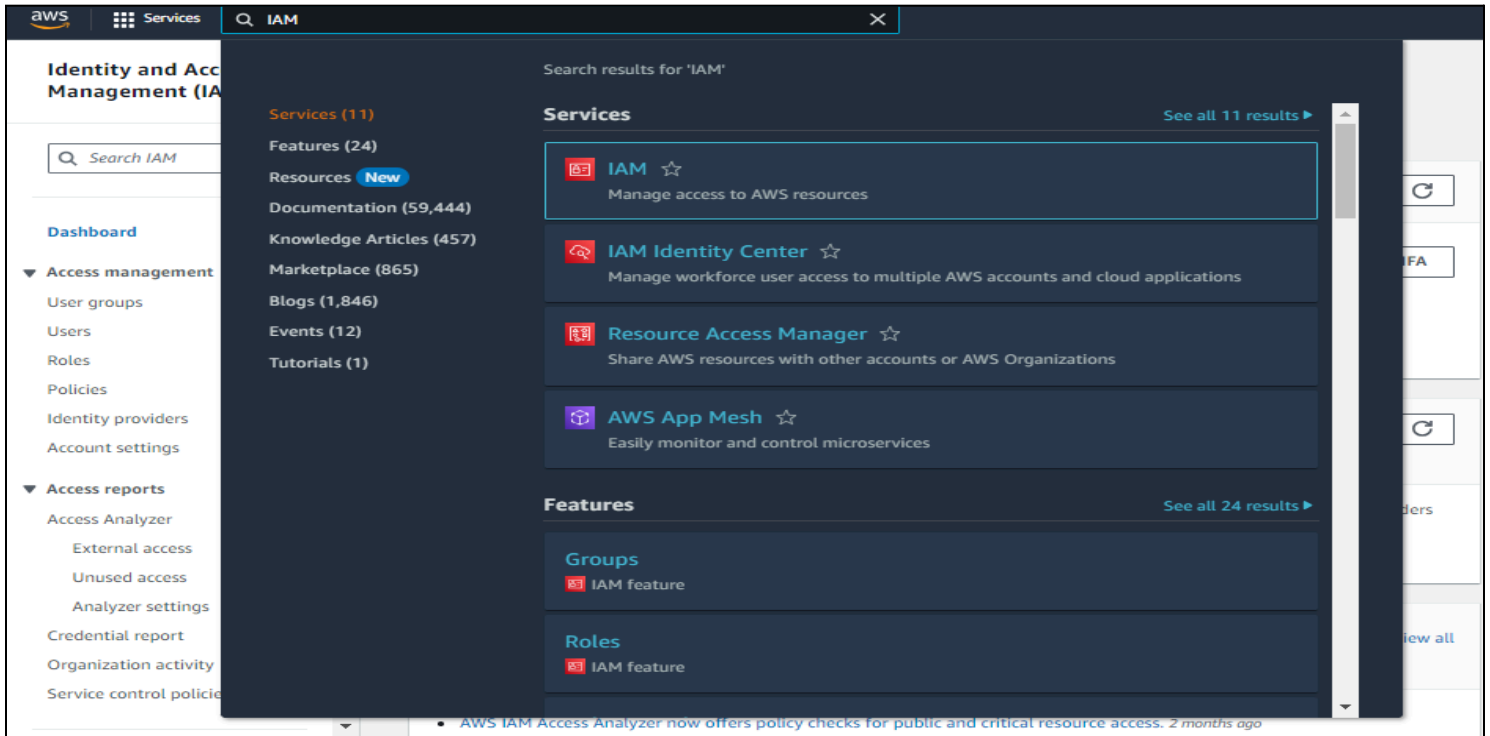 aws
Services
IAM
Identity and Acc
Management (IA
Search IAM
Dashboard
Access management
User groups
Users
Roles
Policies
Identity providers
Account settings
Access reports
Access Analyzer
External access
Unused access
Analyzer settings
Credential report
Organization activity
Service control policie
Search results for 'IAM'
Services (11)
Features (24)
Resources New
Documentation (59,444)
Knowledge Articles (457)
Marketplace (865)
Blogs (1,846)
Events (12)
Tutorials (1)
Services See all 11 results
IAM
Manage access to AWS resources
IAM Identity Center
Manage workforce user access to multiple AWS accounts and cloud applications
Resource Access Manager
Share AWS resources with other accounts or AWS Organizations
AWS App Mesh
Easily monitor and control microservices
Features See all 24 results
Groups
IAM feature
Roles
IAM feature
AWS IAM Access Analyzer now offers policy checks for public and critical resource access. 2 months ago
ders
iew all